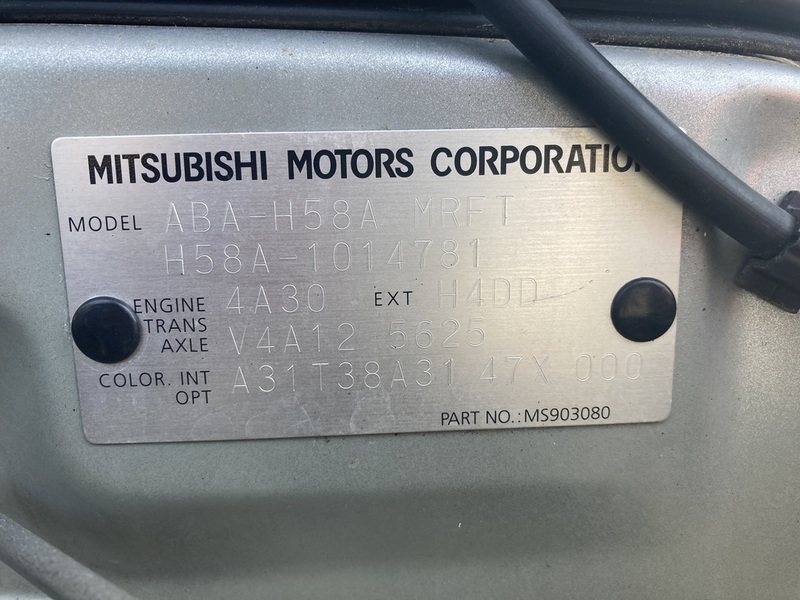 MITSUBISHI MOTORS CORPORATION
MODEL ABA-H58A MRFT
H58A-1014781
ENGINE 4A30 EXT H4DD
TRANS AXLE V4A12 5625
COLOR. INT OPT A31T38A31 47X 000
PART NO.: MS903080